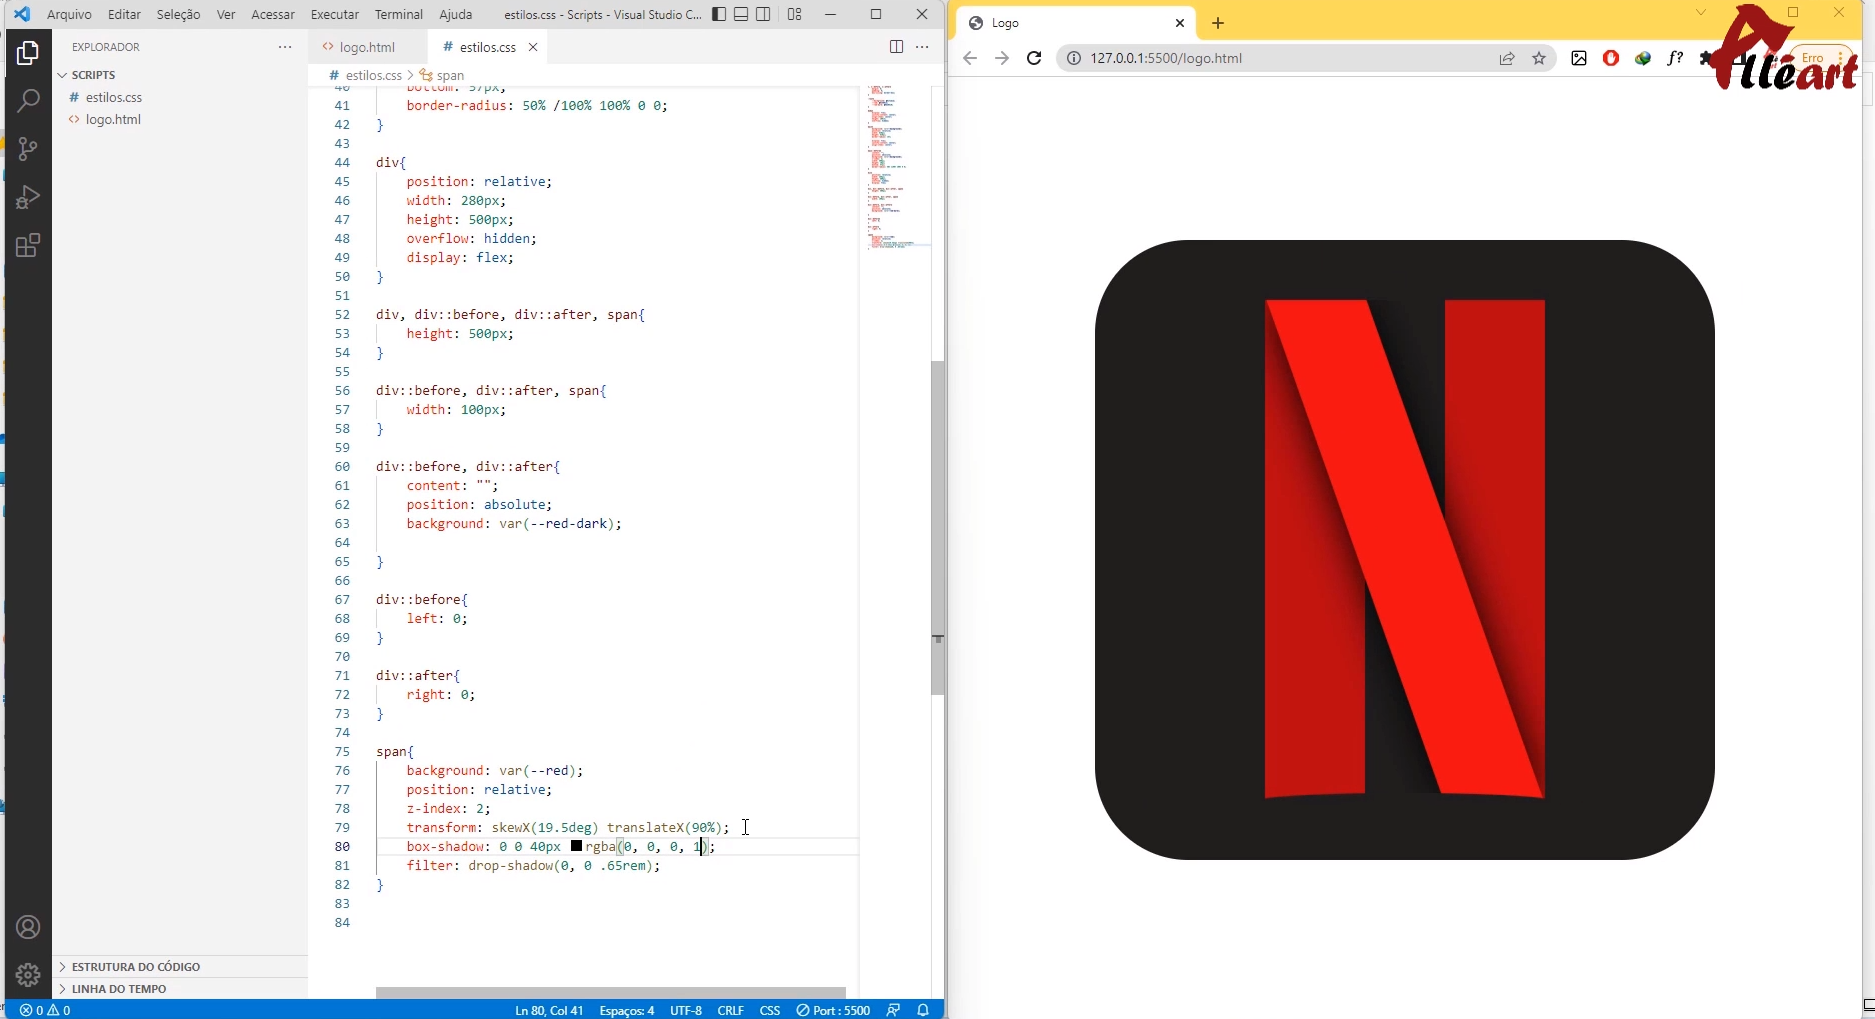 Arquivo Editar Seleção Ver Acessar Executar Terminal Ajuda estilos.css - Scripts - Visual Studio C...
EXPLORADOR
SCRIPTS
# estilos.css
<> logo.html
<> logo.html # estilos.css
# estilos.css > span
40 bottom: 57px;
41 border-radius: 50% /100% 100% 0 0;
42 }
43
44 div{
45 position: relative;
46 width: 280px;
47 height: 500px;
48 overflow: hidden;
49 display: flex;
50 }
51
52 div, div::before, div::after, span{
53 height: 500px;
54 }
55
56 div::before, div::after, span{
57 width: 100px;
58 }
59
60 div::before, div::after{
61 content: "";
62 position: absolute;
63 background: var(--red-dark);
64
65 }
66
67 div::before{
68 left: 0;
69 }
70
71 div::after{
72 right: 0;
73 }
74
75 span{
76 background: var(--red);
77 position: relative;
78 z-index: 2;
79 transform: skewX(19.5deg) translateX(90%);
80 box-shadow: 0 0 40px rgba(0, 0, 0, 1);
81 filter: drop-shadow(0, 0 .65rem);
82 }
83
84
ESTRUTURA DO CÓDIGO
LINHA DO TEMPO
0 0 Ln 80, Col 41 Espaços: 4 UTF-8 CRLF CSS Port : 5500
Logo
127.0.0.1:5500/logo.html
f?
Erro
Alleart